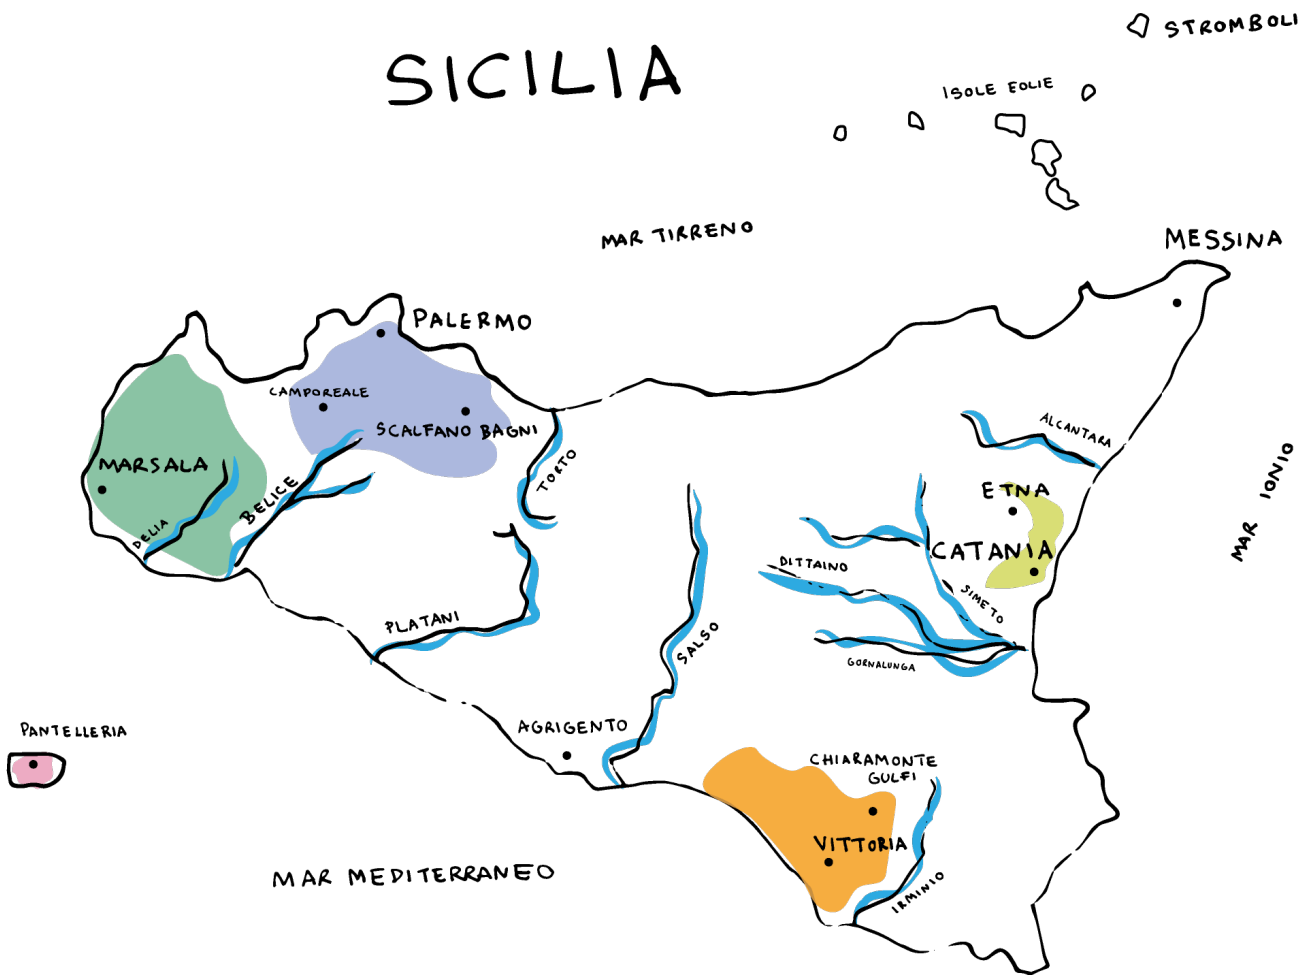 STROMBOLI
SICILIA
ISOLE EOLIE
MAR TIRRENO
MESSINA
PALERMO
CAMPOREALE
SCALFANO BAGNI
ALCANTARA
MARSALA
TORTO
BELICE
ETNA
MAR IONIO
DELIA
CATANIA
DITTAINO
SIMETO
PLATANI
SALSO
GORNALUNGA
PANTELLERIA
AGRIGENTO
CHIARAMONTE
GULFI
VITTORIA
MAR MEDITERRANEO
IRMINIO